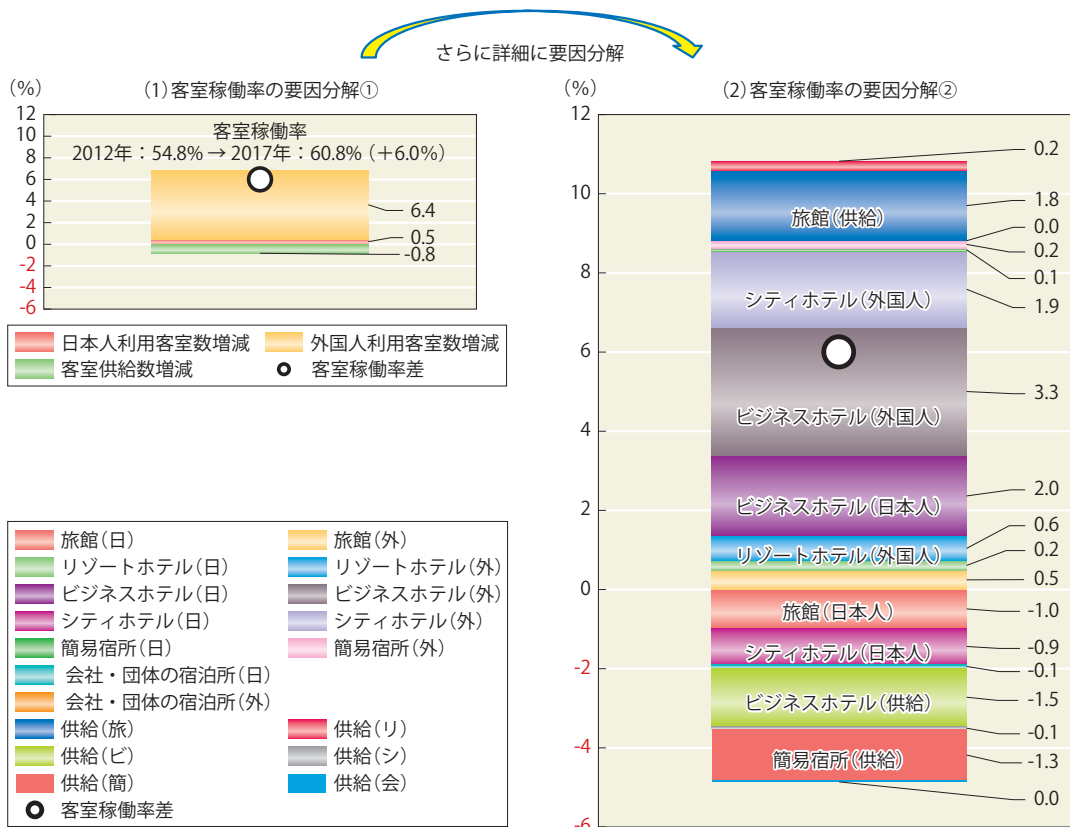 さらに詳細に要因分解
(%)
(1)客室稼働率の要因分解①
12
10
8
6
4
2
0
-2
-4
-6
客室稼働率
2012年：54.8% → 2017年：60.8%（＋6.0%）
6.4
0.5
-0.8
日本人利用客室数増減 外国人利用客室数増減
客室供給数増減 客室稼働率差
旅館(日) 旅館(外)
リゾートホテル(日) リゾートホテル(外)
ビジネスホテル(日) ビジネスホテル(外)
シティホテル(日) シティホテル(外)
簡易宿所(日) 簡易宿所(外)
会社・団体の宿泊所(日)
会社・団体の宿泊所(外)
供給(旅) 供給(リ)
供給(ビ) 供給(シ)
供給(簡) 供給(会)
客室稼働率差
(%)
(2)客室稼働率の要因分解②
12
10
8
6
4
2
0
-2
-4
-6
旅館(供給)
シティホテル(外国人)
ビジネスホテル(外国人)
ビジネスホテル(日本人)
リゾートホテル(外国人)
旅館(日本人)
シティホテル(日本人)
ビジネスホテル(供給)
簡易宿所(供給)
0.2
1.8
0.0
0.2
0.1
1.9
3.3
2.0
0.6
0.2
0.5
-1.0
-0.9
-0.1
-1.5
-0.1
-1.3
0.0